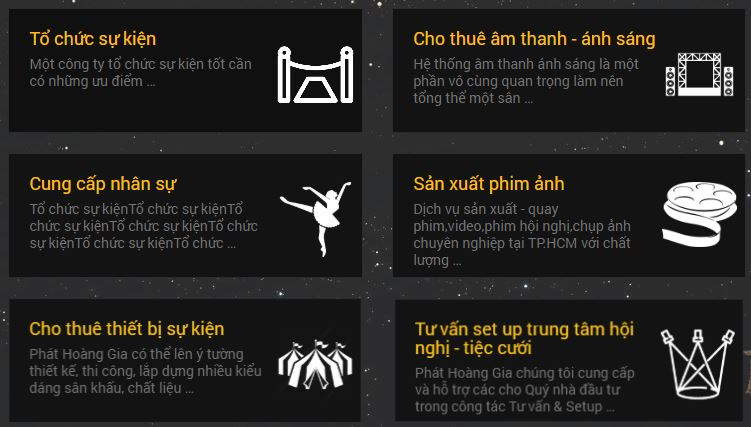 Tổ chức sự kiện
Một công ty tổ chức sự kiện tốt cần
có những ưu điểm ...
Cho thuê âm thanh - ánh sáng
Hệ thống âm thanh ánh sáng là một
phần vô cùng quan trọng làm nên
tổng thể một sân ...
Cung cấp nhân sự
Tổ chức sự kiệnTổ chức sự kiệnTổ
chức sự kiệnTổ chức sự kiệnTổ chức
sự kiệnTổ chức sự kiệnTổ chức ...
Sản xuất phim ảnh
Dịch vụ sản xuất - quay
phim,video,phim hội nghị,chụp ảnh
chuyên nghiệp tại TP.HCM với chất
lượng ...
Cho thuê thiết bị sự kiện
Phát Hoàng Gia có thể lên ý tường
thiết kế, thi công, lắp dựng nhiều kiểu
dáng sân khấu, chất liệu ...
Tư vấn set up trung tâm hội
nghị - tiệc cưới
Phát Hoàng Gia chúng tôi cung cấp
và hỗ trợ các cho Quý nhà đầu tư
trong công tác Tư vấn & Setup ...